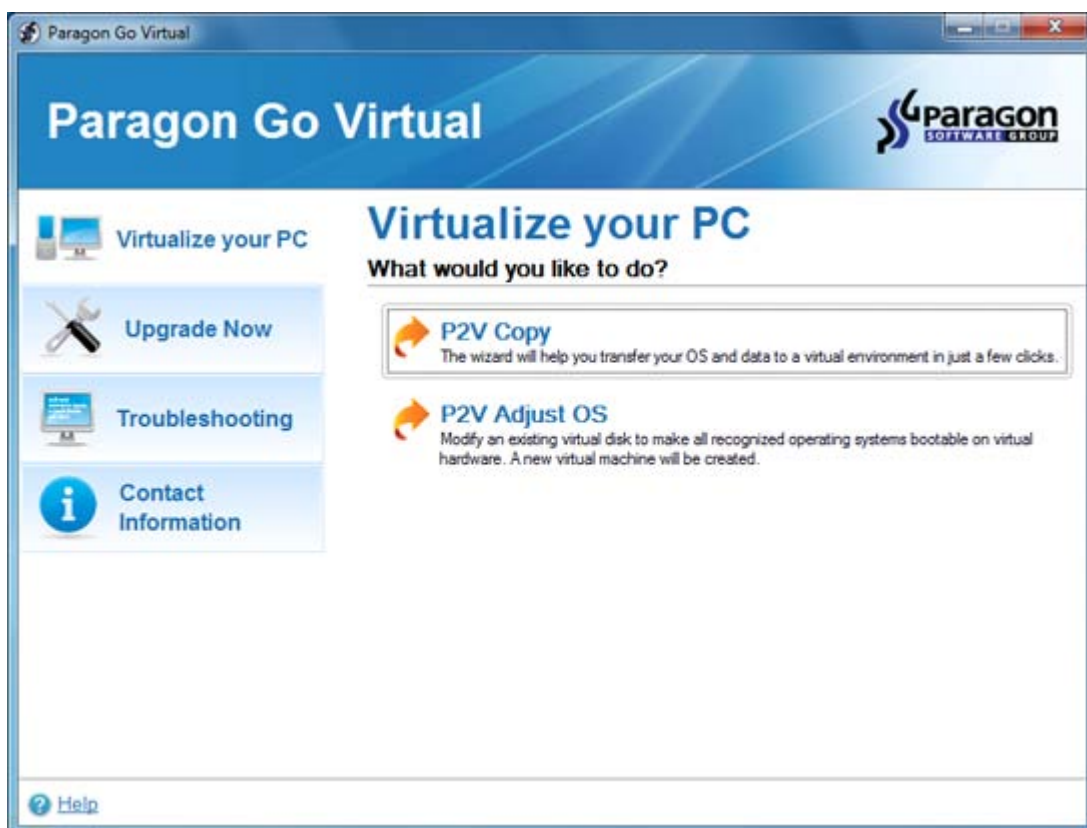 Paragon Go Virtual
Paragon Go Virtual
paragon
SOFTWARE GROUP
Virtualize your PC
Upgrade Now
Troubleshooting
Contact
Information
Virtualize your PC
What would you like to do?
P2V Copy
The wizard will help you transfer your OS and data to a virtual environment in just a few clicks.
P2V Adjust OS
Modify an existing virtual disk to make all recognized operating systems bootable on virtual
hardware. A new virtual machine will be created.
Help